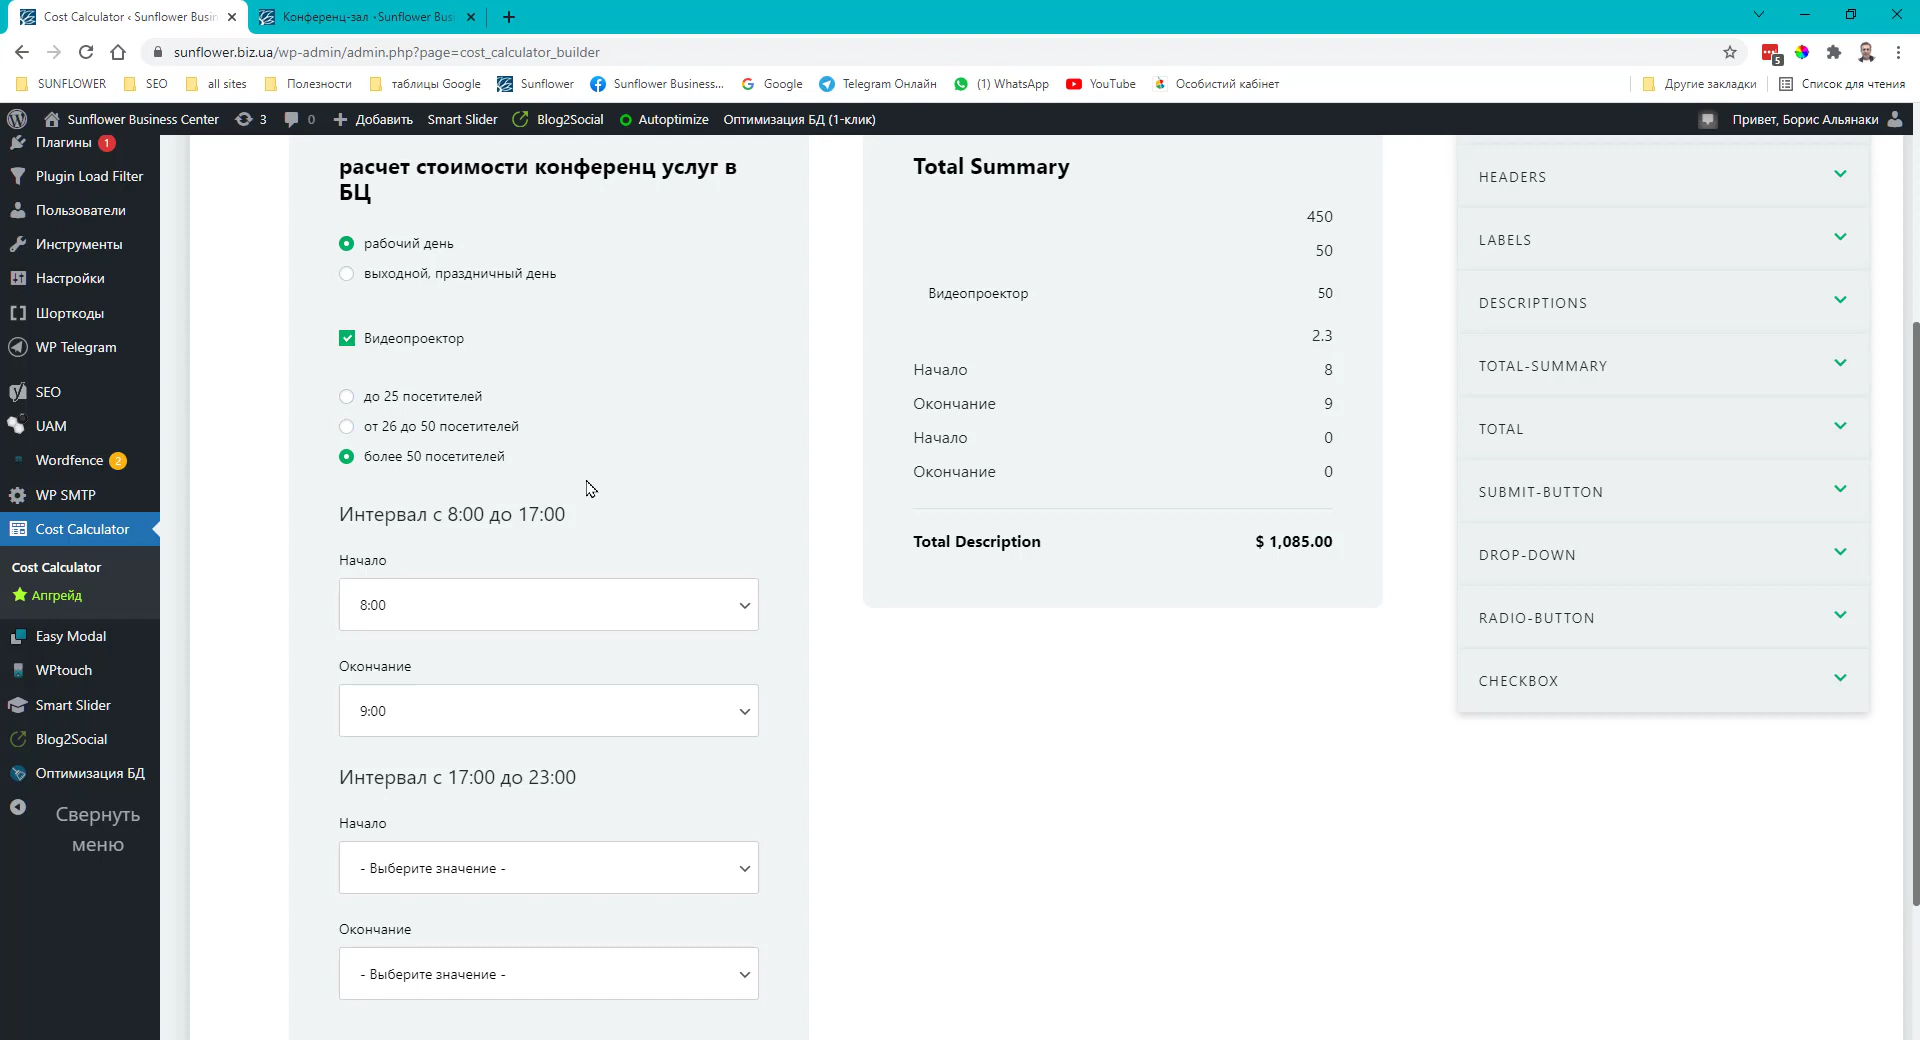 Cost Calculator ‹ Sunflower Busin
Конференц-зал - Sunflower Bus
sunflower.biz.ua/wp-admin/admin.php?page=cost_calculator_builder
5
SUNFLOWER
SEO
all sites
Полезности
таблицы Google
Sunflower
Sunflower Business...
Google
Telegram Онлайн
(1) WhatsApp
YouTube
Особистий кабінет
Другие закладки
Список для чтения
Sunflower Business Center
3
0
Добавить
Smart Slider
Blog2Social
Autoptimize
Оптимизация БД (1-клик)
Привет, Борис Альянаки
Плагины 1
Plugin Load Filter
Пользователи
Инструменты
Настройки
Шорткоды
WP Telegram
SEO
UAM
Wordfence 2
WP SMTP
Cost Calculator
Cost Calculator
Апгрейд
Easy Modal
WPtouch
Smart Slider
Blog2Social
Оптимизация БД
Свернуть
меню
расчет стоимости конференц услуг в
БЦ
рабочий день
выходной, праздничный день
Видеопроектор
до 25 посетителей
от 26 до 50 посетителей
более 50 посетителей
Интервал с 8:00 до 17:00
Начало
8:00
Окончание
9:00
Интервал с 17:00 до 23:00
Начало
- Выберите значение -
Окончание
- Выберите значение -
Total Summary
450
50
Видеопроектор 50
2.3
Начало 8
Окончание 9
Начало 0
Окончание 0
Total Description $ 1,085.00
HEADERS
LABELS
DESCRIPTIONS
TOTAL-SUMMARY
TOTAL
SUBMIT-BUTTON
DROP-DOWN
RADIO-BUTTON
CHECKBOX